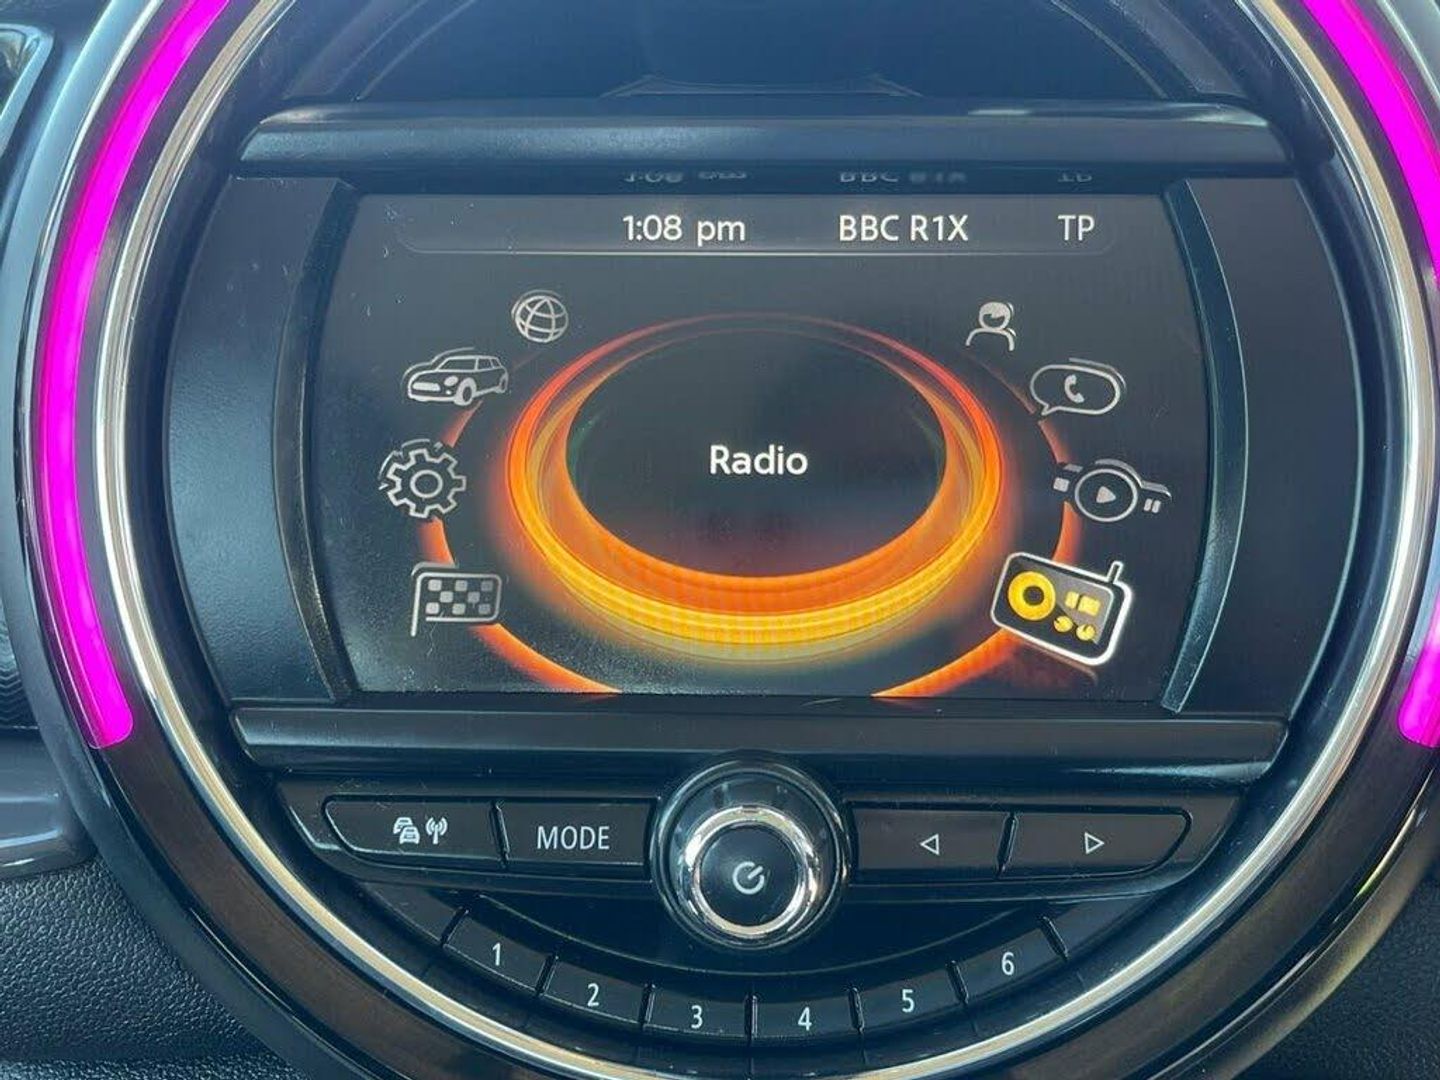 1:08 pm BBC R1X TP
Radio
MODE
1 2 3 4 5 6